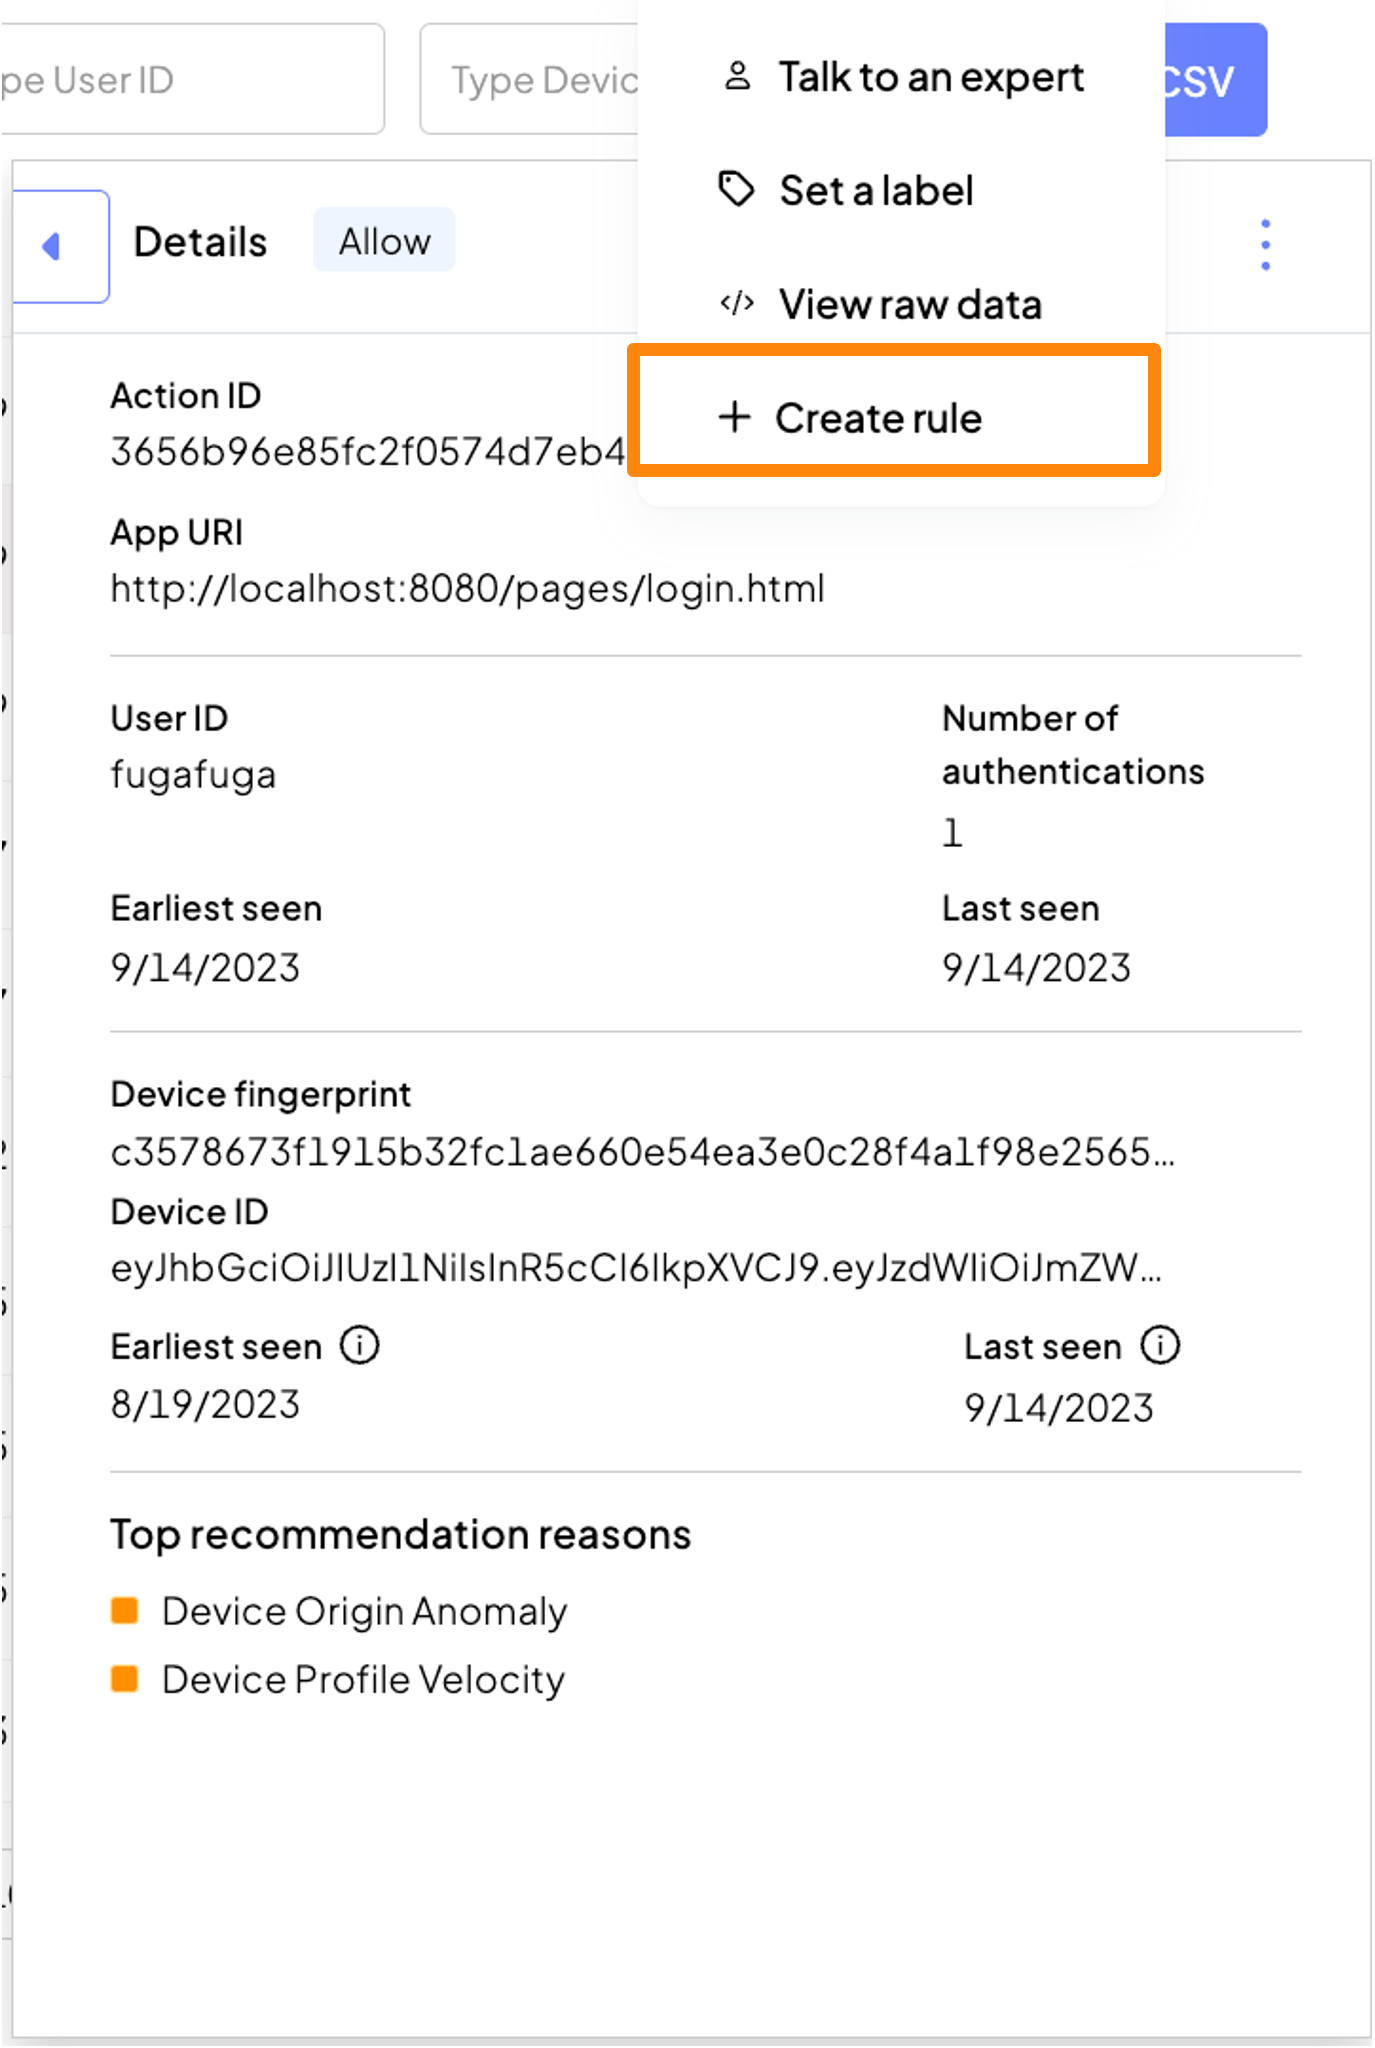 pe User ID
Type Devic
CSV
Talk to an expert
Set a label
View raw data
Create rule
Details
Allow
Action ID
3656b96e85fc2f0574d7eb4
App URI
http://localhost:8080/pages/login.html
User ID
fugafuga
Number of
authentications
1
Earliest seen
9/14/2023
Last seen
9/14/2023
Device fingerprint
c3578673f1915b32fc1ae660e54ea3e0c28f4a1f98e2565...
Device ID
eyJhbGciOiJIUzI1NiIsInR5cCI6IkpXVCJ9.eyJzdWIiOiJmZW...
Earliest seen
8/19/2023
Last seen
9/14/2023
Top recommendation reasons
Device Origin Anomaly
Device Profile Velocity